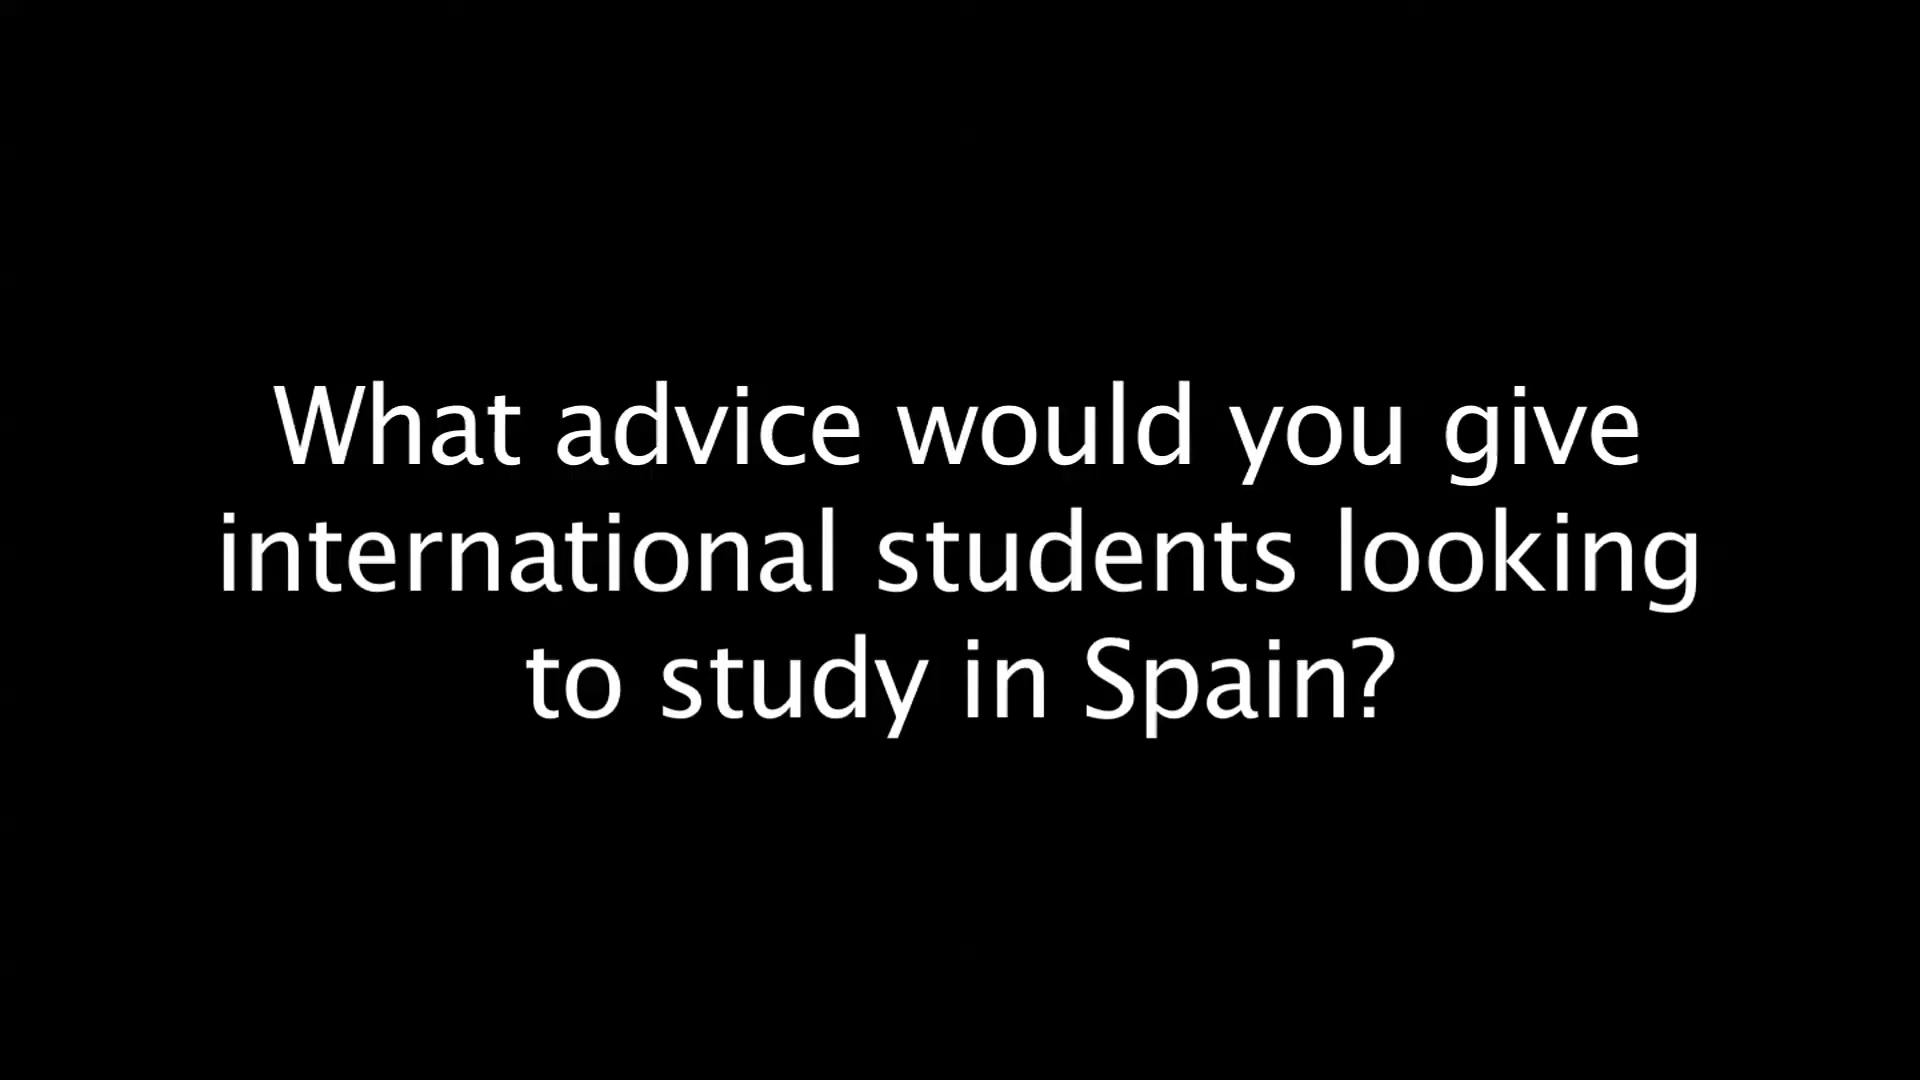 What advice would you give
international students looking
to study in Spain?